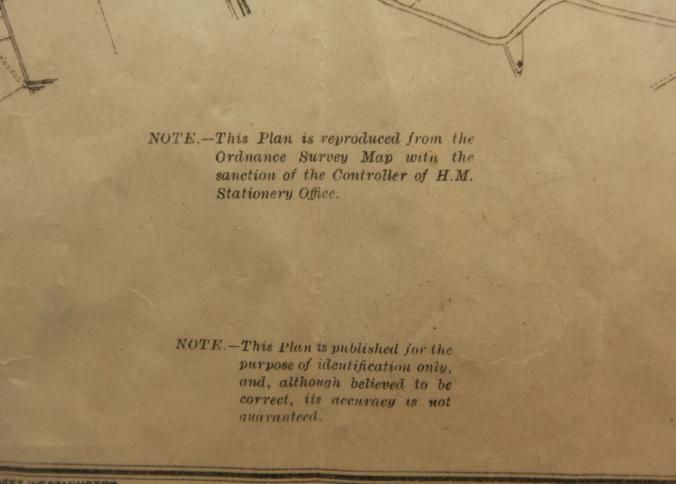 NOTE.—This Plan is reproduced from the
Ordnance Survey Map with the
sanction of the Controller of H.M.
Stationery Office.
NOTE.—This Plan is published for the
purpose of identification only,
and, although believed to be
correct, its accuracy is not
guaranteed.